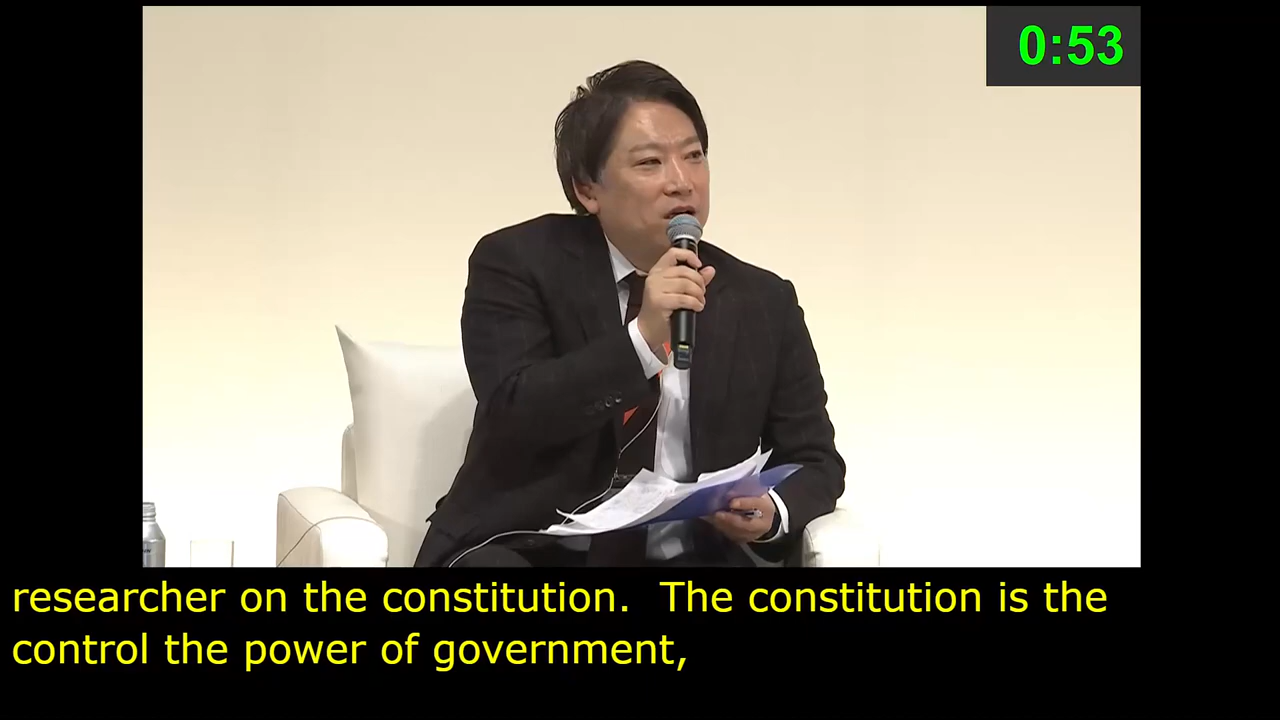 0:53
researcher on the constitution.  The constitution is the
control the power of government,